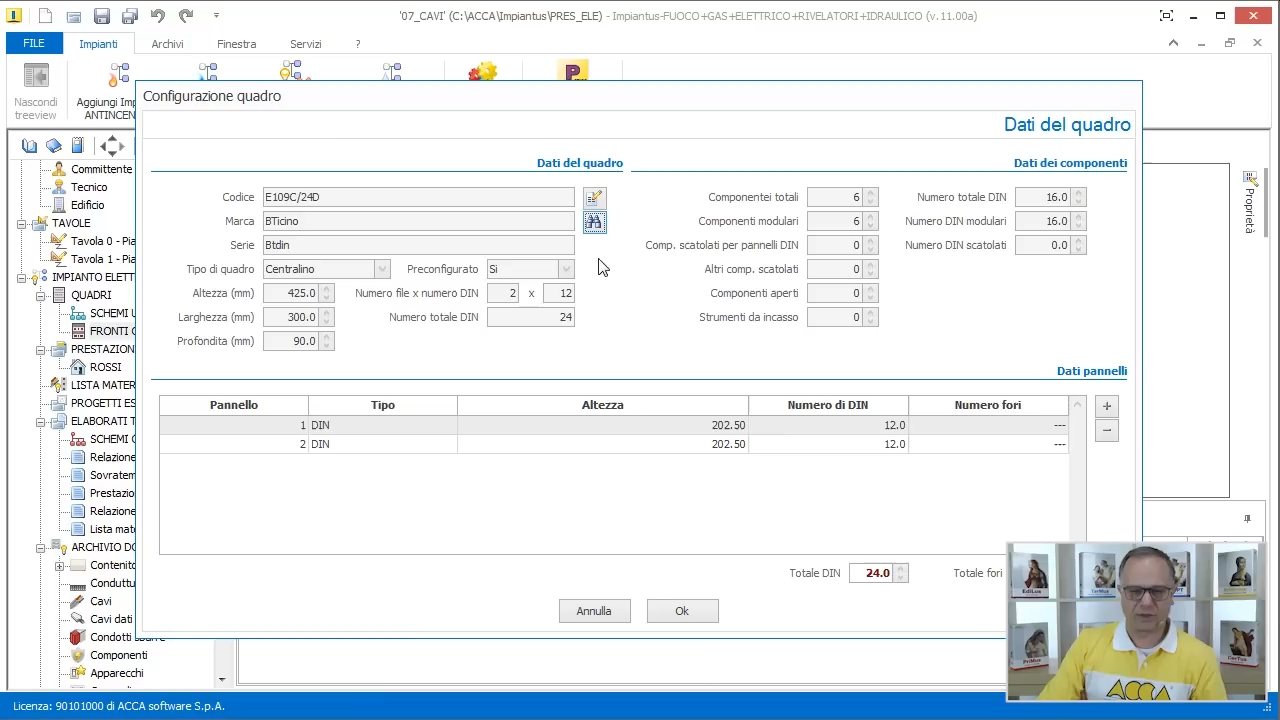 '07_CAVI' (C:\ACCA\Impiantus\PRES_ELE) - Impiantus-FUOCO+GAS+ELETTRICO+RIVELATORI+IDRAULICO (v.11.00a)
FILE Impianti Archivi Finestra Servizi ?
Nascondi treeview
Aggiungi Imp
ANTINCEN
Configurazione quadro
Dati del quadro
Dati del quadro
Dati dei componenti
Codice E109C/24D
Marca BTicino
Serie Btdin
Tipo di quadro Centralino Preconfigurato Si
Altezza (mm) 425.0 Numero file x numero DIN 2 x 12
Larghezza (mm) 300.0 Numero totale DIN 24
Profondita (mm) 90.0
Componentei totali 6 Numero totale DIN 16.0
Componenti modulari 6 Numero DIN modulari 16.0
Comp. scatolati per pannelli DIN 0 Numero DIN scatolati 0.0
Altri comp. scatolati 0
Componenti aperti 0
Strumenti da incasso 0
Dati pannelli
Pannello Tipo Altezza Numero di DIN Numero fori
1 DIN 202.50 12.0 ---
2 DIN 202.50 12.0 ---
Totale DIN 24.0 Totale fori
Annulla Ok
Committente
Tecnico
Edificio
TAVOLE
Tavola 0 - Pia
Tavola 1 - Pia
IMPIANTO ELETT
QUADRI
SCHEMI U
FRONTI Q
PRESTAZION
ROSSI
LISTA MATER
PROGETTI ES
ELABORATI T
SCHEMI
Relazione
Sovratem
Prestazio
Relazione
Lista mate
ARCHIVIO DO
Contenito
Conduttu
Cavi
Cavi dati
Condotti sbarre
Componenti
Apparecchi
Proprietà
EdiLus
CerTus
PriMus
ACCA
Licenza: 90101000 di ACCA software S.p.A.